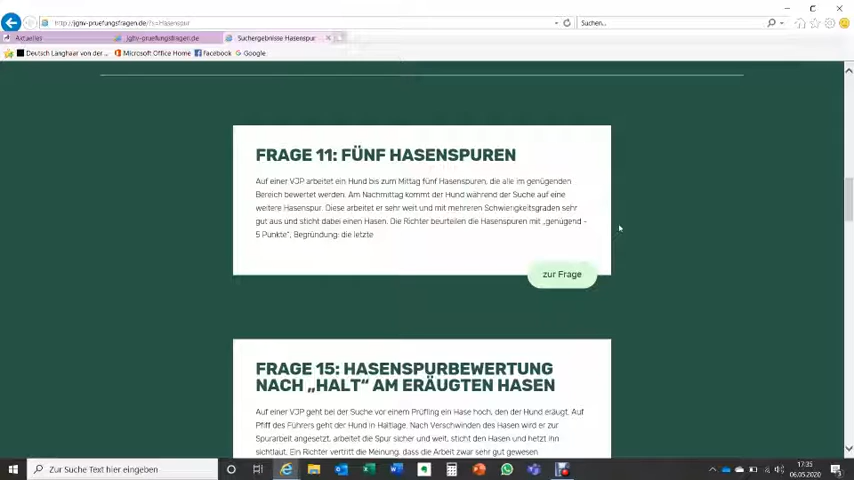 http://jghv-pruefungsfragen.de/?s=Hasenspur
Suchen...
Aktuelles
jghv-pruefungsfragen.de
Suchergebnisse Hasenspur
Deutsch Langhaar von der ...
Microsoft Office Home
Facebook
Google
FRAGE 11: FÜNF HASENSPUREN
Auf einer VJP arbeitet ein Hund bis zum Mittag fünf Hasenspuren, die alle im genügenden
Bereich bewertet werden. Am Nachmittag kommt der Hund während der Suche auf eine
weitere Hasenspur. Diese arbeitet er sehr weit und mit mehreren Schwierigkeitsgraden sehr
gut aus und sticht dabei einen Hasen. Die Richter beurteilen die Hasenspuren mit „genügend -
5 Punkte“, Begründung: die letzte
zur Frage
FRAGE 15: HASENSPURBEWERTUNG
NACH „HALT“ AM ERÄUGTEN HASEN
Auf einer VJP geht bei der Suche vor einem Prüfling ein Hase hoch, den der Hund eräugt. Auf
Pfiff des Führers geht der Hund in Haltlage. Nach Verschwinden des Hasen wird er zur
Spurarbeit angesetzt, arbeitet die Spur sicher und weit, sticht den Hasen und hetzt ihn
sichtlaut. Ein Richter vertritt die Meinung, dass die Arbeit zwar sehr gut gewesen
Zur Suche Text hier eingeben
17:35
06.05.2020